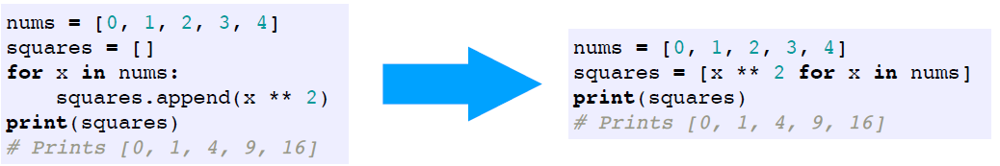 nums = [0, 1, 2, 3, 4]
squares = []
for x in nums:
    squares.append(x ** 2)
print(squares)
# Prints [0, 1, 4, 9, 16]
nums = [0, 1, 2, 3, 4]
squares = [x ** 2 for x in nums]
print(squares)
# Prints [0, 1, 4, 9, 16]